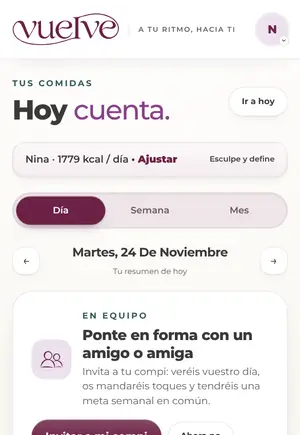 vuelve
A TU RITMO, HACIA TI
N
TUS COMIDAS
Hoy cuenta.
Ir a hoy
Nina · 1779 kcal / día • Ajustar
Esculpe y define
Día
Semana
Mes
←
Martes, 24 De Noviembre
→
Tu resumen de hoy
EN EQUIPO
Ponte en forma con un
amigo o amiga
Invita a tu compi: veréis vuestro día,
os mandaréis toques y tendréis una
meta semanal en común.